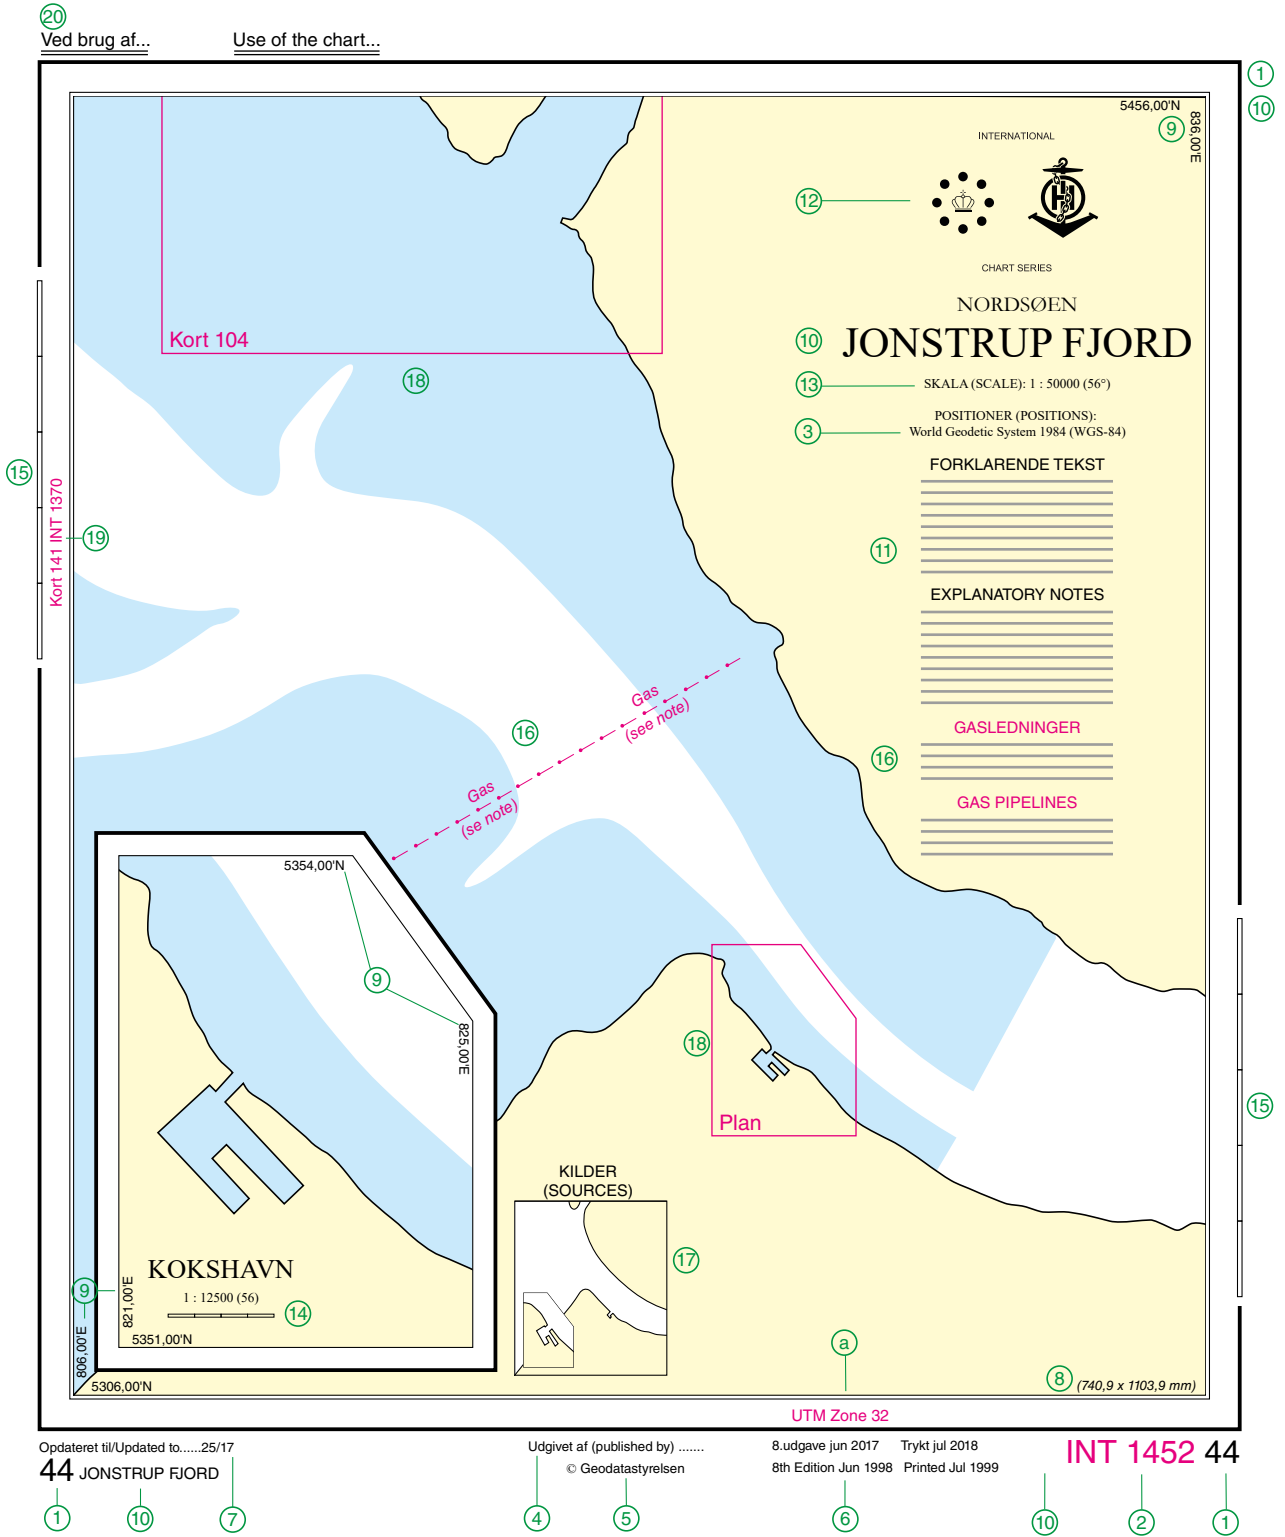 20
Ved brug af... Use of the chart...
1
10
5456,00'N
836,00'E
9
INTERNATIONAL
12
CHART SERIES
NORDSØEN
10 JONSTRUP FJORD
13 SKALA (SCALE): 1 : 50000 (56°)
3 POSITIONER (POSITIONS):
World Geodetic System 1984 (WGS-84)
FORKLARENDE TEKST
11
EXPLANATORY NOTES
GASLEDNINGER
16
GAS PIPELINES
Kort 104
18
15
Kort 141 INT 1370
19
Gas
(see note)
16
Gas
(se note)
5354,00'N
9
825,00'E
KOKSHAVN
1 : 12500 (56)
14
9
821,00'E
5351,00'N
806,00'E
5306,00'N
18
Plan
15
KILDER
(SOURCES)
17
a
8 (740,9 x 1103,9 mm)
UTM Zone 32
Opdateret til/Updated to......25/17
44 JONSTRUP FJORD
Udgivet af (published by) .......
© Geodatastyrelsen
8.udgave jun 2017 Trykt jul 2018
8th Edition Jun 1998 Printed Jul 1999
INT 1452 44
1 10 7 4 5 6 10 2 1